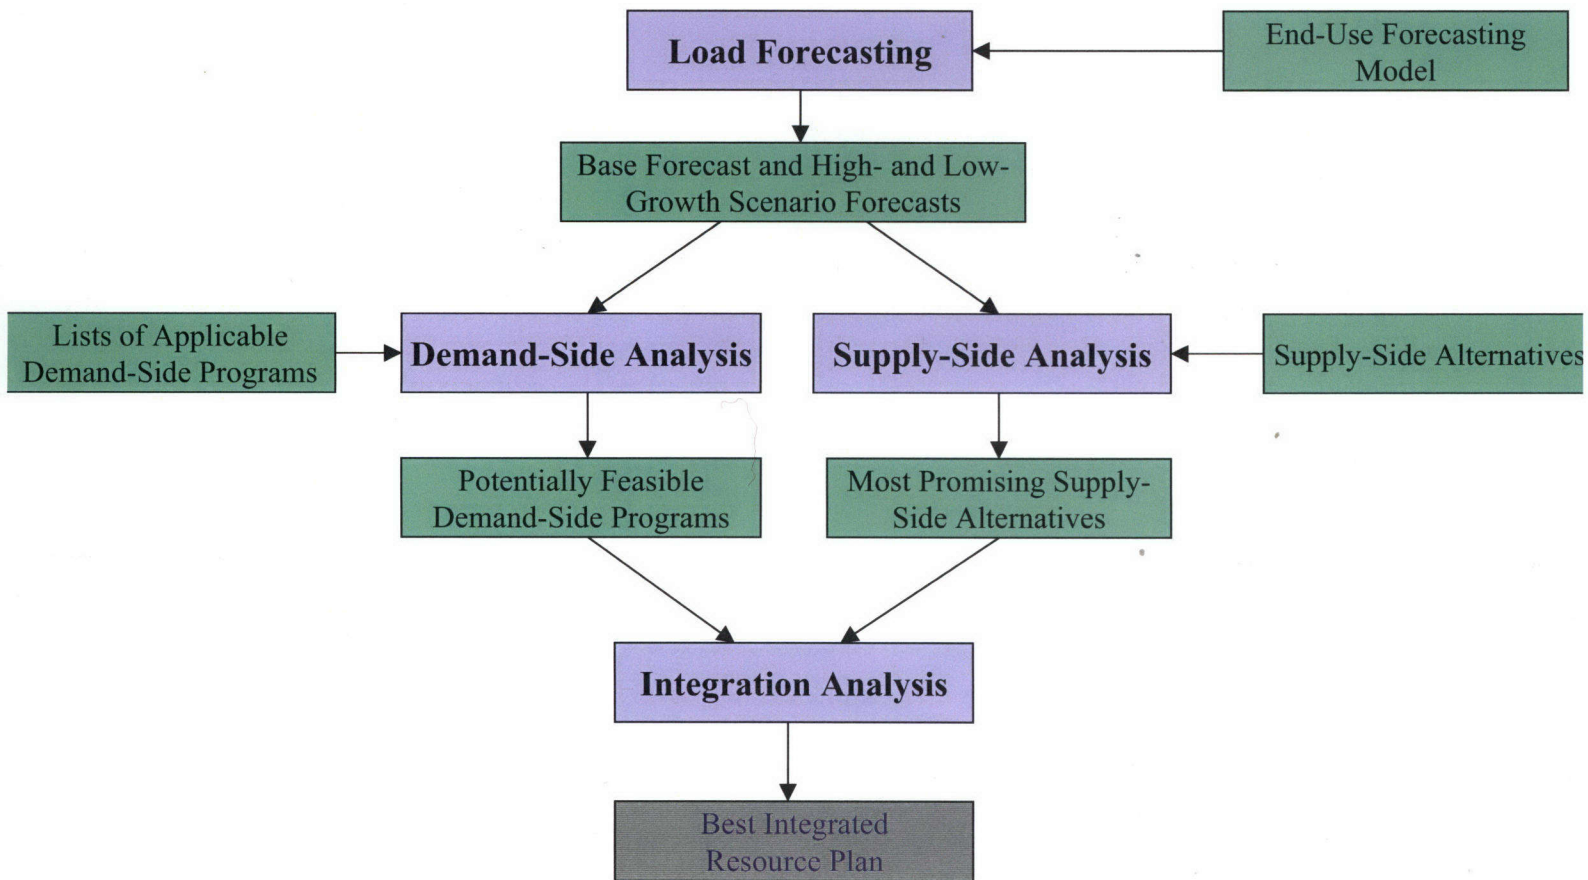 Load Forecasting
End-Use Forecasting
Model
Base Forecast and High- and Low-
Growth Scenario Forecasts
Lists of Applicable
Demand-Side Programs
Demand-Side Analysis
Supply-Side Analysis
Supply-Side Alternatives
Potentially Feasible
Demand-Side Programs
Most Promising Supply-
Side Alternatives
Integration Analysis
Best Integrated
Resource Plan